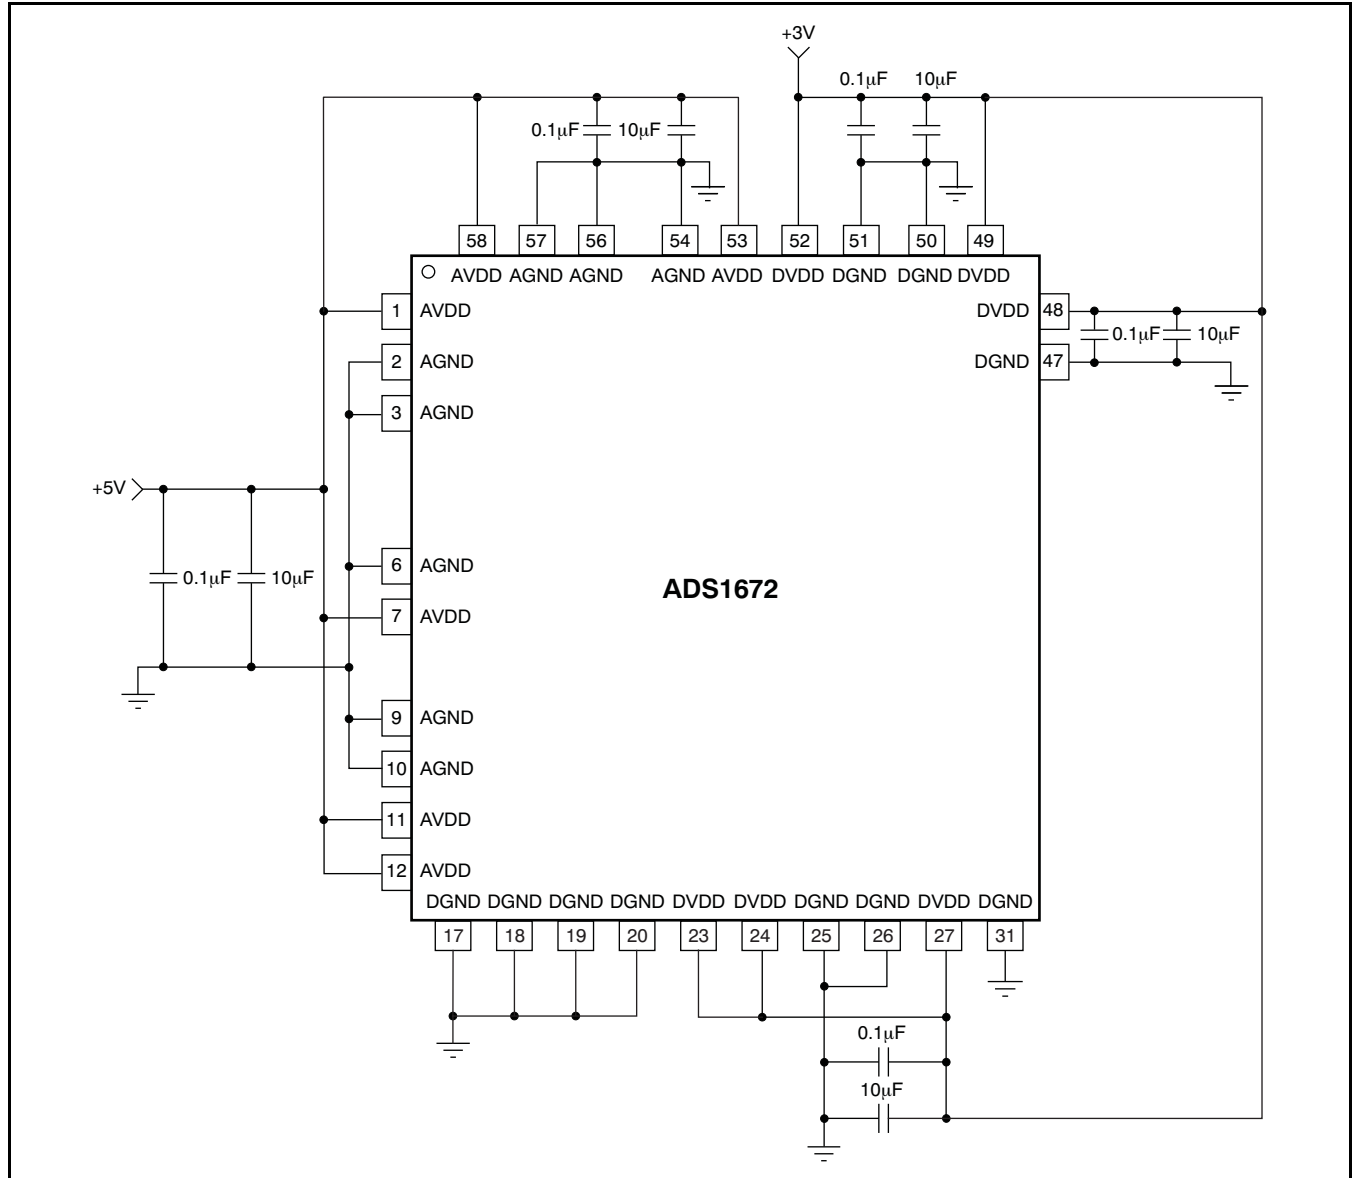 +3V
0.1μF 10μF
0.1μF 10μF
58 57 56 54 53 52 51 50 49
AVDD AGND AGND AGND AVDD DVDD DGND DGND DVDD
1 AVDD
DVDD 48
0.1μF 10μF
2 AGND
DGND 47
3 AGND
+5V
6 AGND
0.1μF 10μF
ADS1672
7 AVDD
9 AGND
10 AGND
11 AVDD
12 AVDD
DGND DGND DGND DGND DVDD DVDD DGND DGND DVDD DGND
17 18 19 20 23 24 25 26 27 31
0.1μF
10μF